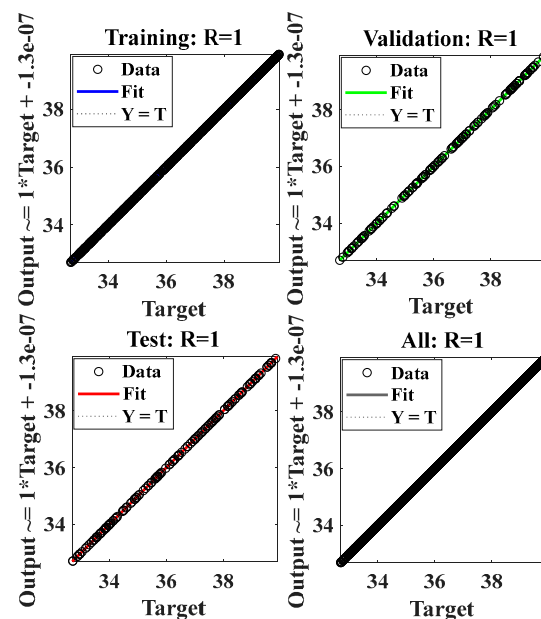 Training: R=1
Output ~= 1*Target + -1.3e-07
Data
Fit
Y = T
38
36
34
34 36 38
Target
Validation: R=1
Output ~= 1*Target + -1.3e-07
Data
Fit
Y = T
38
36
34
34 36 38
Target
Test: R=1
Output ~= 1*Target + -1.3e-07
Data
Fit
Y = T
38
36
34
34 36 38
Target
All: R=1
Output ~= 1*Target + -1.3e-07
Data
Fit
Y = T
38
36
34
34 36 38
Target